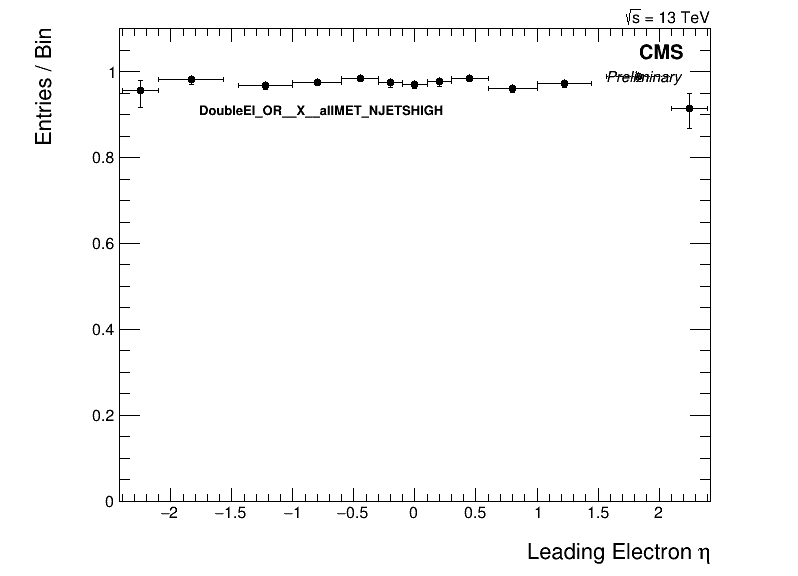 √s = 13 TeV
CMS
Preliminary
DoubleEl_OR__X__allMET_NJETSHIGH
Entries / Bin
1
0.8
0.6
0.4
0.2
0
−2 −1.5 −1 −0.5 0 0.5 1 1.5 2
Leading Electron η